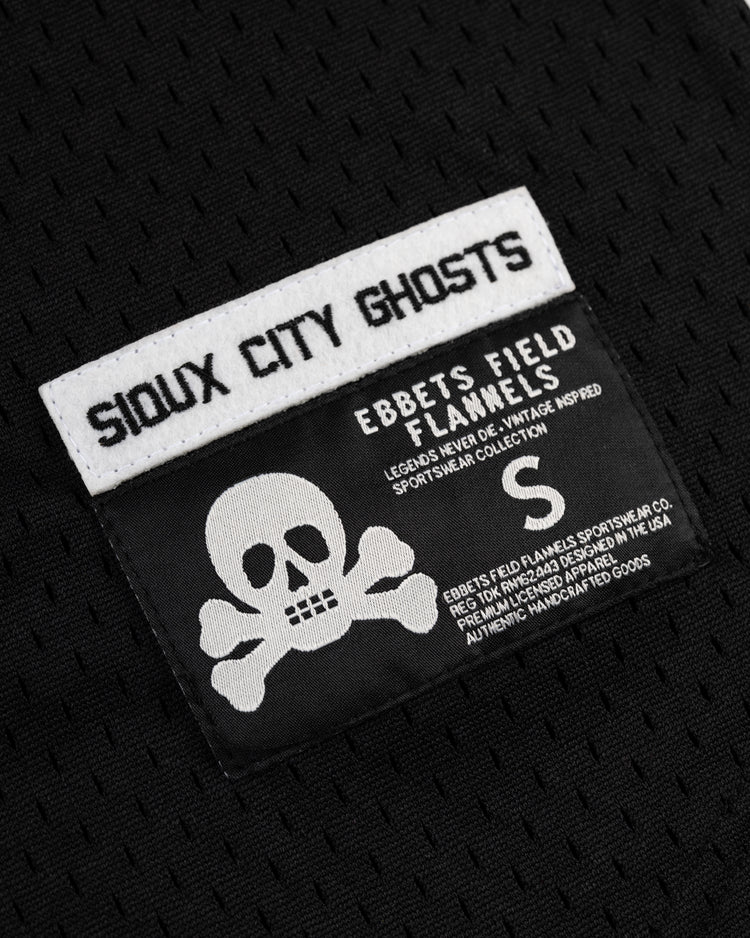 SIOUX CITY GHOSTS
EBBETS FIELD
FLANNELS
LEGENDS NEVER DIE • VINTAGE INSPIRED
SPORTSWEAR COLLECTION
S
EBBETS FIELD FLANNELS SPORTSWEAR CO.
REG TDK RM62443 DESIGNED IN THE USA
PREMIUM LICENSED APPAREL
AUTHENTIC HANDCRAFTED GOODS